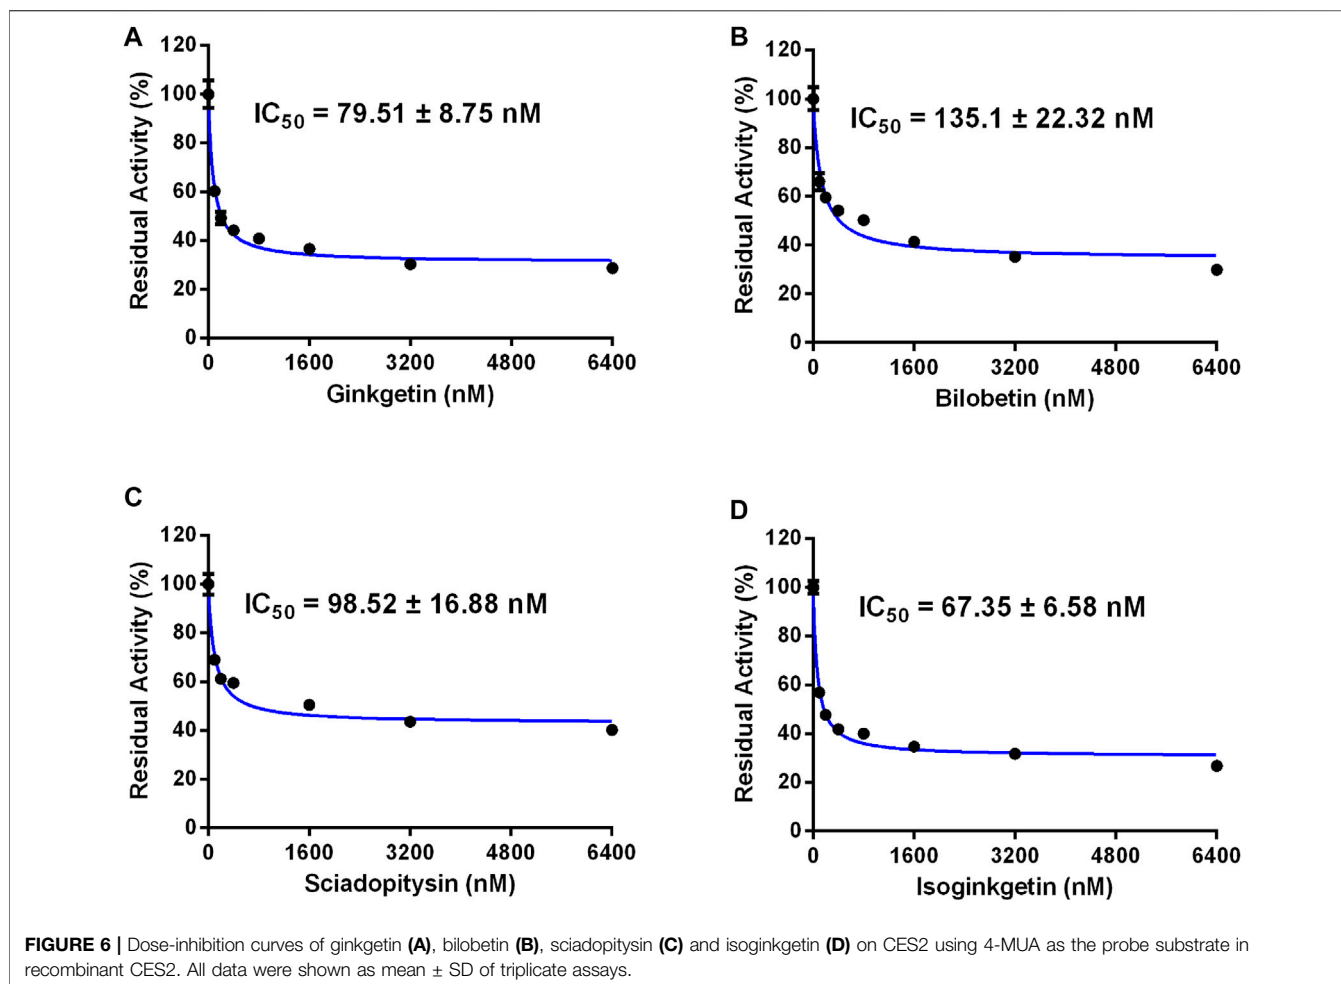 A
120
100
80
60
40
20
0
Residual Activity (%)
IC50 = 79.51 ± 8.75 nM
0 1600 3200 4800 6400
Ginkgetin (nM)
B
120
100
80
60
40
20
0
Residual Activity (%)
IC50 = 135.1 ± 22.32 nM
0 1600 3200 4800 6400
Bilobetin (nM)
C
120
100
80
60
40
20
0
Residual Activity (%)
IC50 = 98.52 ± 16.88 nM
0 1600 3200 4800 6400
Sciadopitysin (nM)
D
120
100
80
60
40
20
0
Residual Activity (%)
IC50 = 67.35 ± 6.58 nM
0 1600 3200 4800 6400
Isoginkgetin (nM)
FIGURE 6 | Dose-inhibition curves of ginkgetin (A), bilobetin (B), sciadopitysin (C) and isoginkgetin (D) on CES2 using 4-MUA as the probe substrate in
recombinant CES2. All data were shown as mean ± SD of triplicate assays.